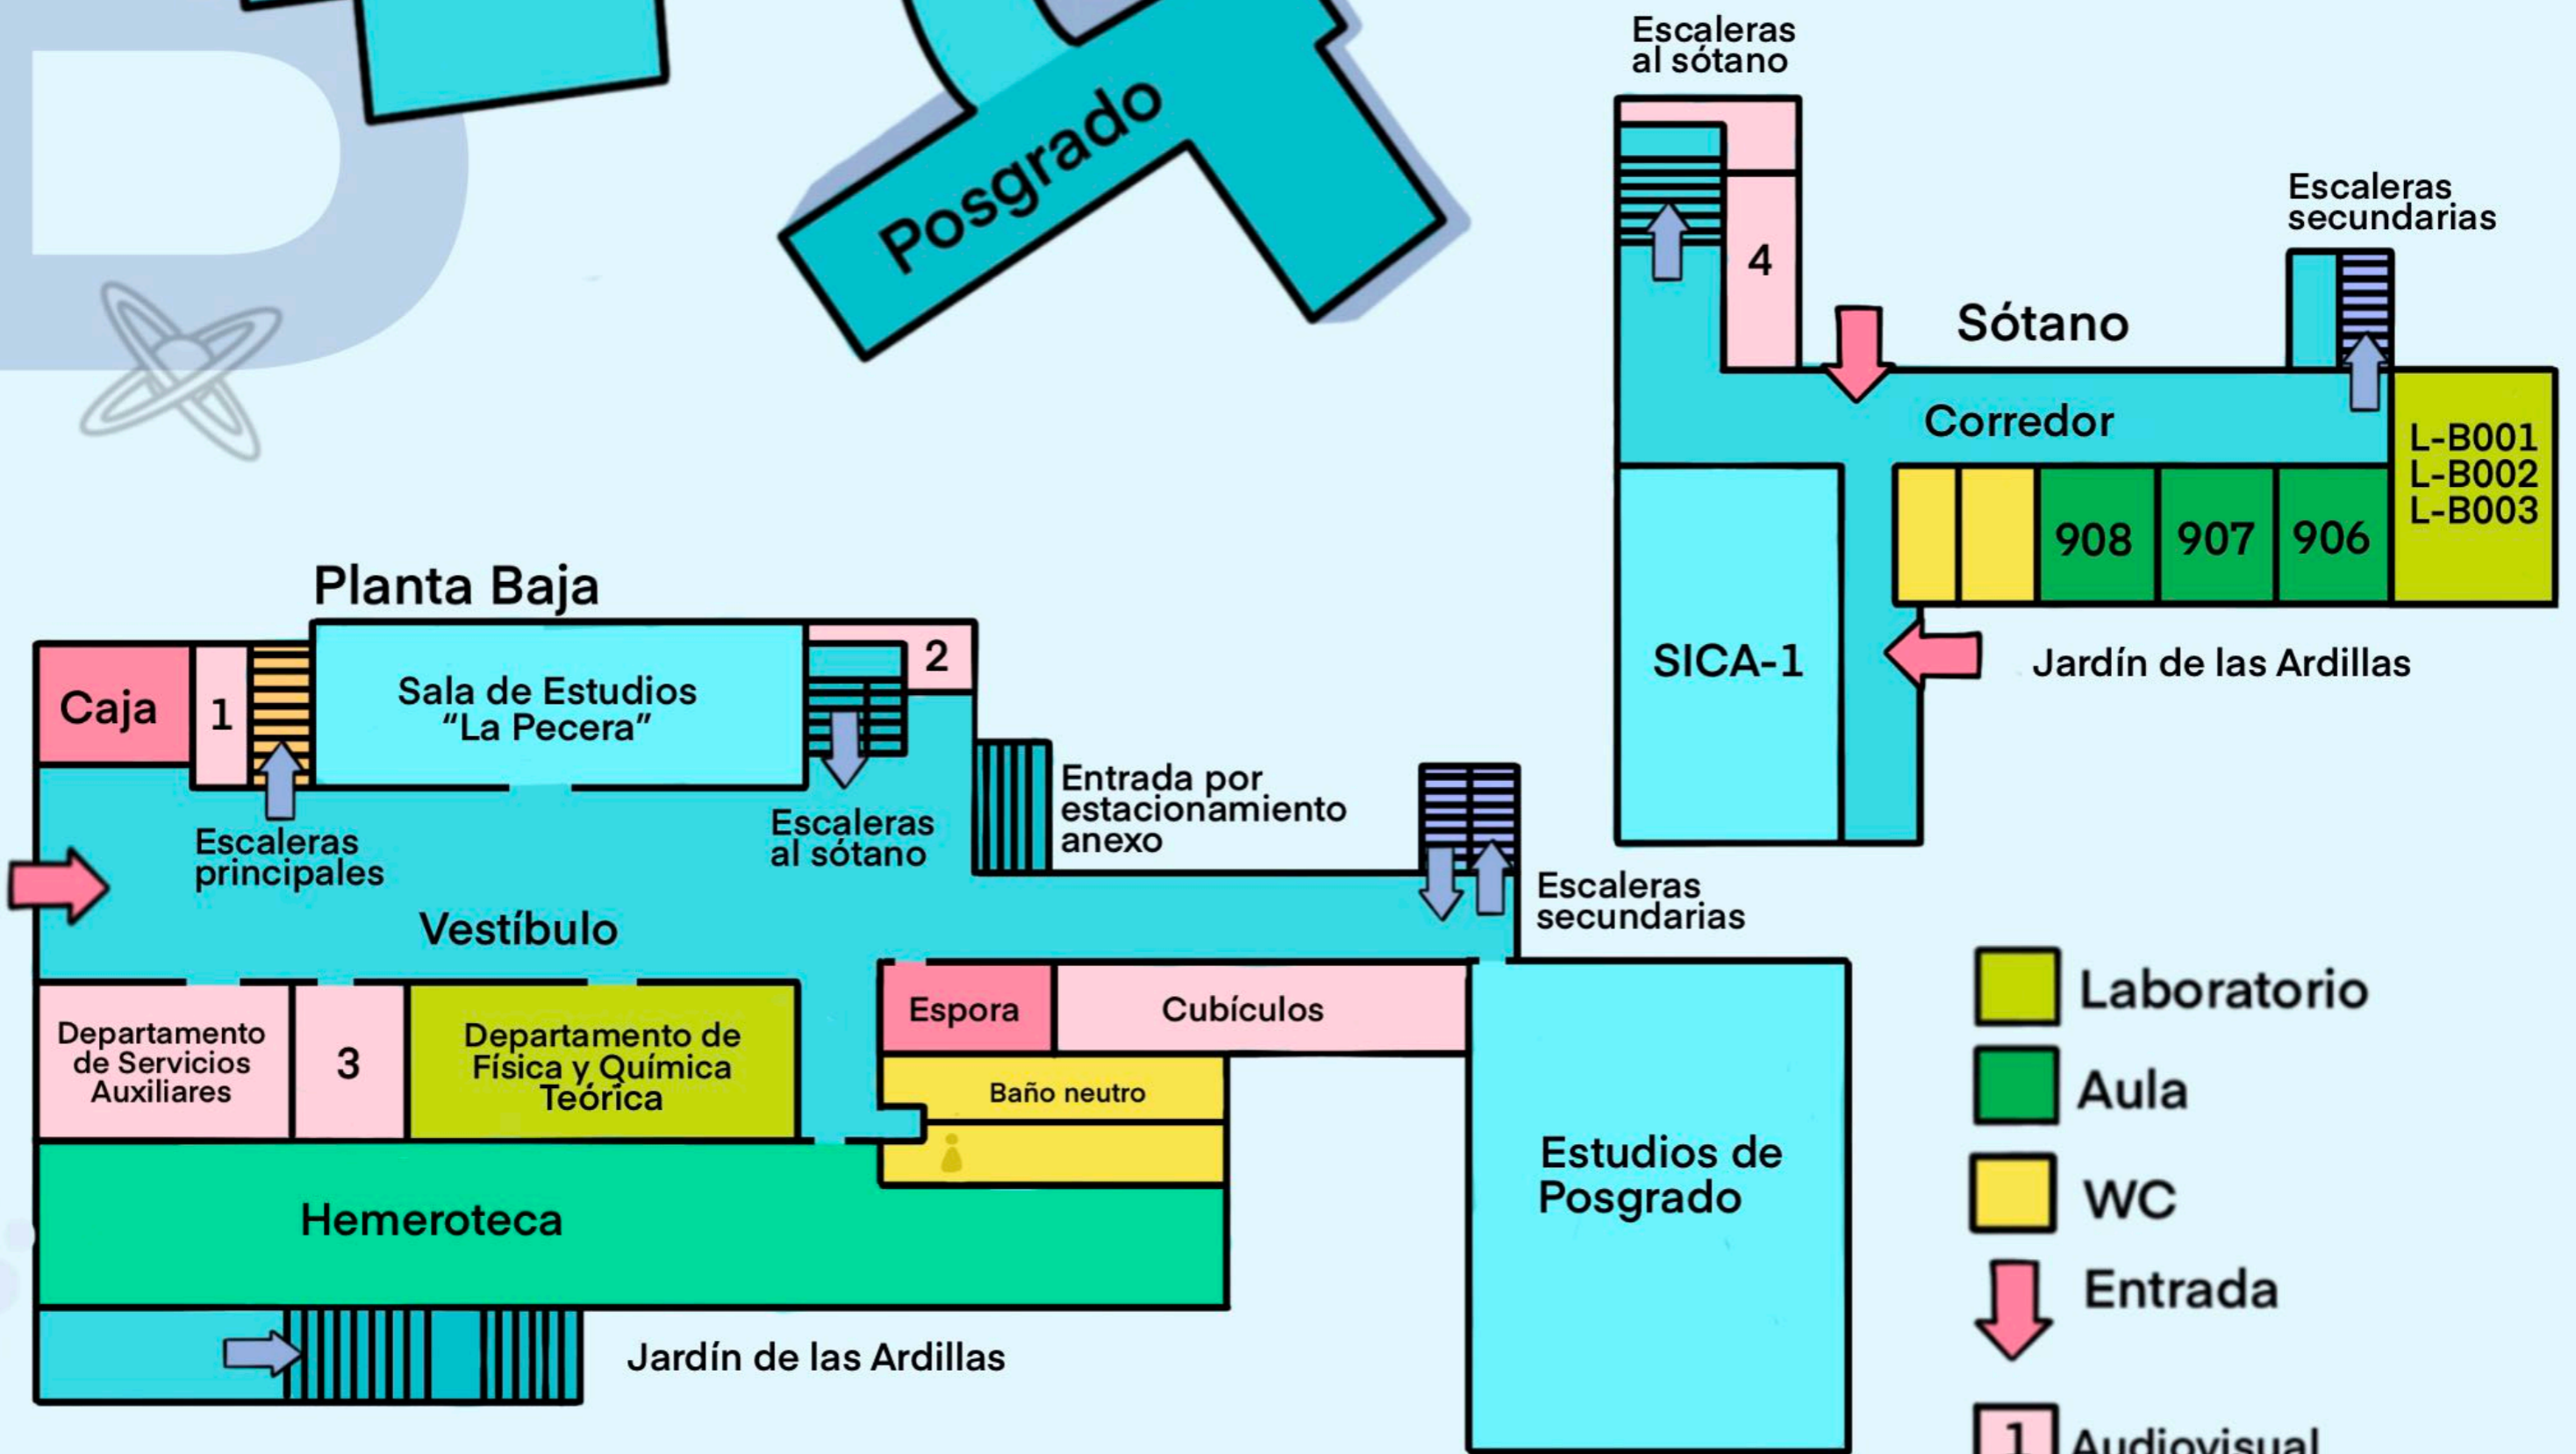 Posgrado
Escaleras
al sótano
4
Escaleras
secundarias
Sótano
Corredor
L-B001
L-B002
L-B003
908
907
906
SICA-1
Jardín de las Ardillas
Planta Baja
Caja
1
Sala de Estudios
“La Pecera”
2
Escaleras
principales
Escaleras
al sótano
Entrada por
estacionamiento
anexo
Escaleras
secundarias
Vestíbulo
Departamento
de Servicios
Auxiliares
3
Departamento de
Física y Química
Teórica
Espora
Cubículos
Baño neutro
Hemeroteca
Estudios de
Posgrado
Jardín de las Ardillas
Laboratorio
Aula
WC
Entrada
1
Audiovisual